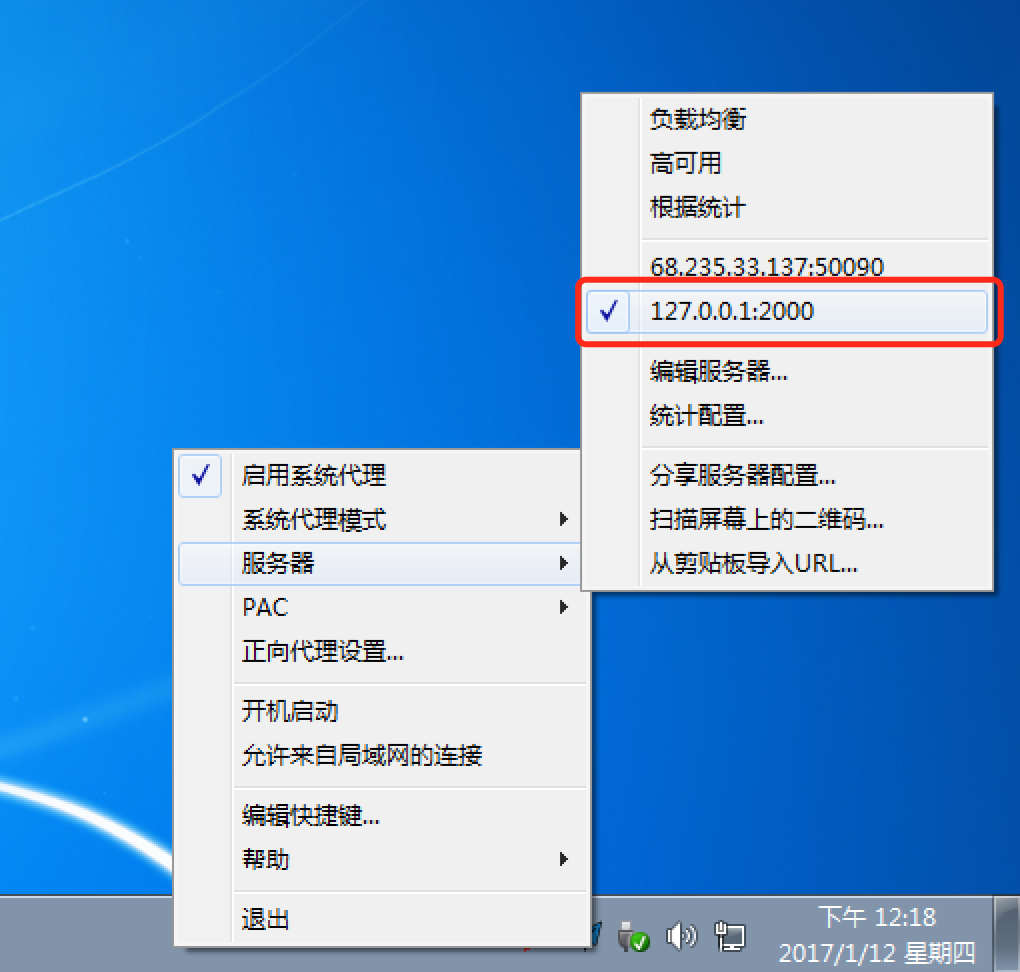 负载均衡
高可用
根据统计
68.235.33.137:50090
127.0.0.1:2000
编辑服务器...
统计配置...
分享服务器配置...
扫描屏幕上的二维码...
从剪贴板导入URL...
启用系统代理
系统代理模式
服务器
PAC
正向代理设置...
开机启动
允许来自局域网的连接
编辑快捷键...
帮助
退出
下午 12:18
2017/1/12 星期四